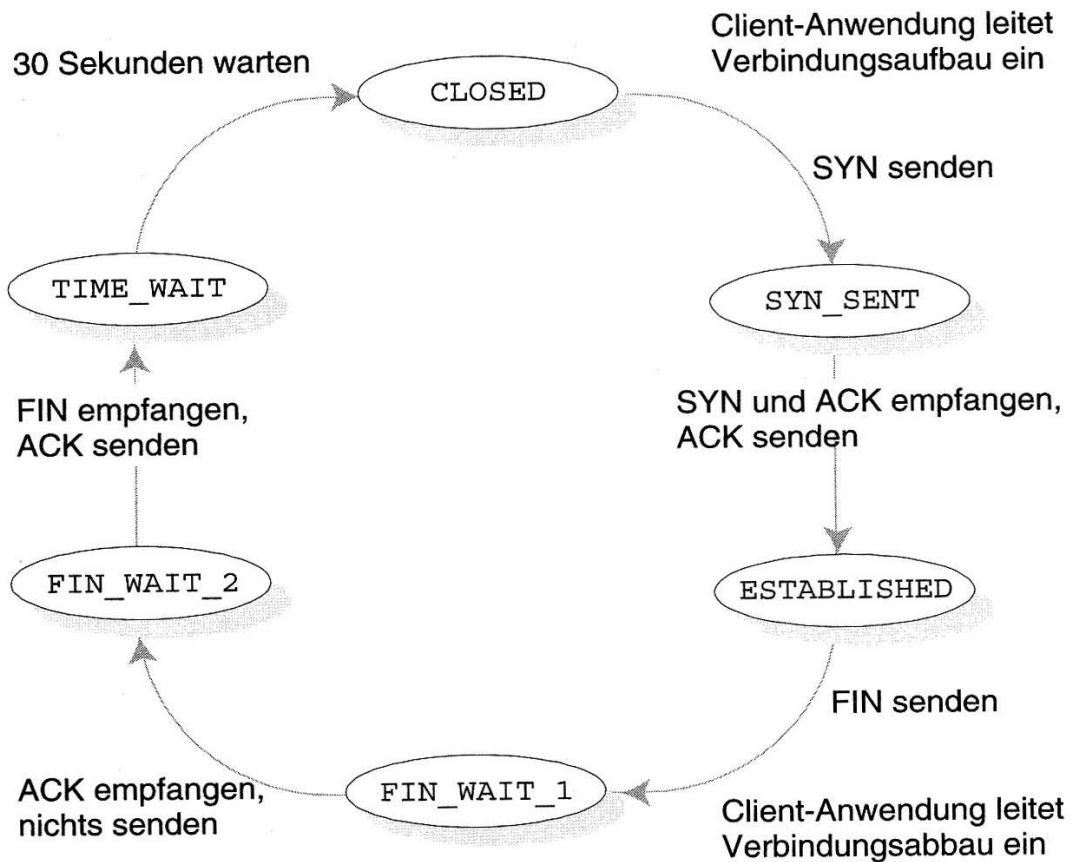 Client-Anwendung leitet
Verbindungsaufbau ein
30 Sekunden warten
CLOSED
SYN senden
TIME_WAIT
SYN_SENT
FIN empfangen,
ACK senden
SYN und ACK empfangen,
ACK senden
FIN_WAIT_2
ESTABLISHED
FIN senden
ACK empfangen,
nichts senden
FIN_WAIT_1
Client-Anwendung leitet
Verbindungsabbau ein